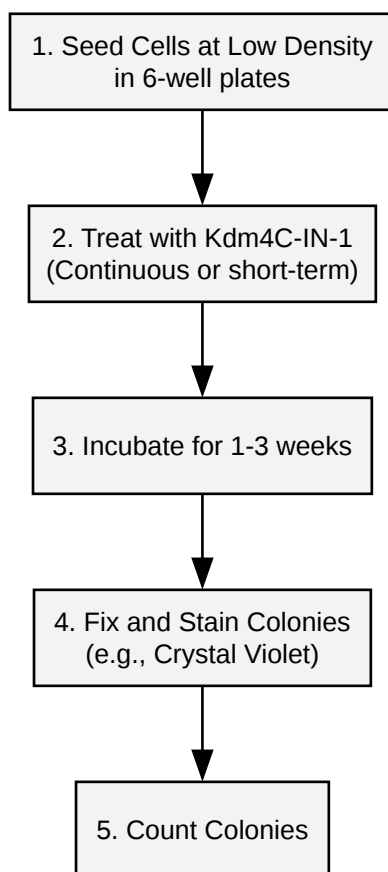 1. Seed Cells at Low Density
in 6-well plates
2. Treat with Kdm4C-IN-1
(Continuous or short-term)
3. Incubate for 1-3 weeks
4. Fix and Stain Colonies
(e.g., Crystal Violet)
5. Count Colonies